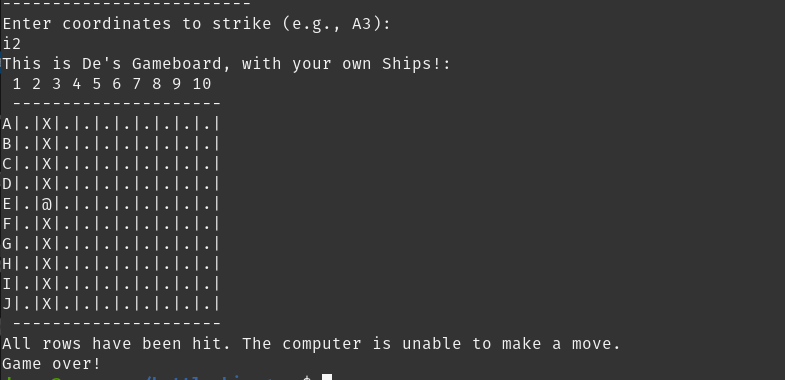 -------------------------
Enter coordinates to strike (e.g., A3):
i2
This is De's Gameboard, with your own Ships!:
 1 2 3 4 5 6 7 8 9 10
 ---------------------
A|.|X|.|.|.|.|.|.|.|.|
B|.|X|.|.|.|.|.|.|.|.|
C|.|X|.|.|.|.|.|.|.|.|
D|.|X|.|.|.|.|.|.|.|.|
E|.|@|.|.|.|.|.|.|.|.|
F|.|X|.|.|.|.|.|.|.|.|
G|.|X|.|.|.|.|.|.|.|.|
H|.|X|.|.|.|.|.|.|.|.|
I|.|X|.|.|.|.|.|.|.|.|
J|.|X|.|.|.|.|.|.|.|.|
 ---------------------
All rows have been hit. The computer is unable to make a move.
Game over!